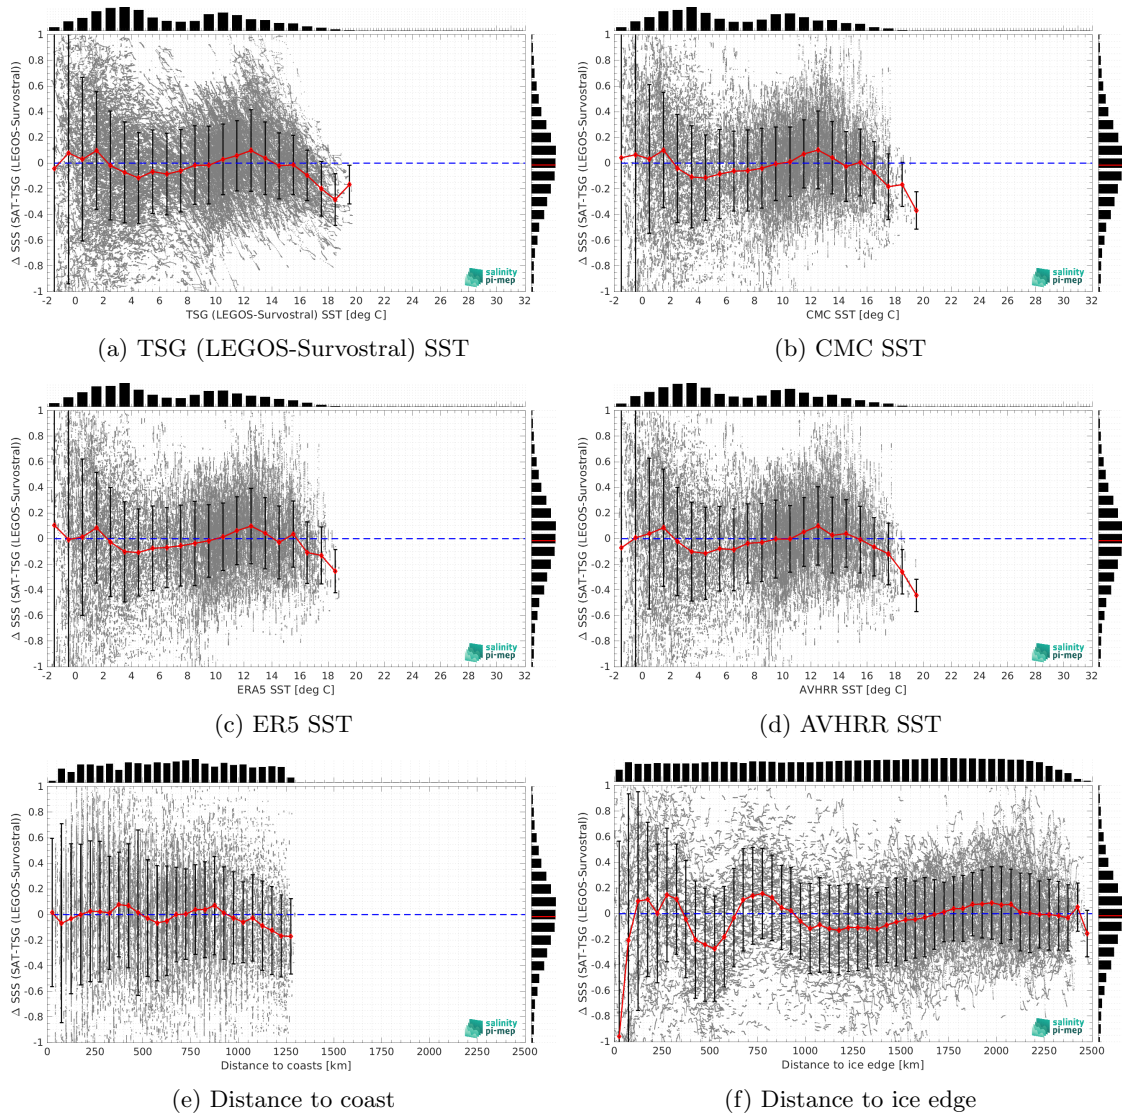 1
0.8
0.6
0.4
0.2
0
-0.2
-0.4
-0.6
-0.8
-1
Δ SSS (SAT-TSG (LEGOS-Survostral))
salinity
pi-mep
-2 0 2 4 6 8 10 12 14 16 18 20 22 24 26 28 30 32
TSG (LEGOS-Survostral) SST [deg C]
(a) TSG (LEGOS-Survostral) SST
1
0.8
0.6
0.4
0.2
0
-0.2
-0.4
-0.6
-0.8
-1
Δ SSS (SAT-TSG (LEGOS-Survostral))
salinity
pi-mep
-2 0 2 4 6 8 10 12 14 16 18 20 22 24 26 28 30 32
CMC SST [deg C]
(b) CMC SST
1
0.8
0.6
0.4
0.2
0
-0.2
-0.4
-0.6
-0.8
-1
Δ SSS (SAT-TSG (LEGOS-Survostral))
salinity
pi-mep
-2 0 2 4 6 8 10 12 14 16 18 20 22 24 26 28 30 32
ERA5 SST [deg C]
(c) ER5 SST
1
0.8
0.6
0.4
0.2
0
-0.2
-0.4
-0.6
-0.8
-1
Δ SSS (SAT-TSG (LEGOS-Survostral))
salinity
pi-mep
-2 0 2 4 6 8 10 12 14 16 18 20 22 24 26 28 30 32
AVHRR SST [deg C]
(d) AVHRR SST
1
0.8
0.6
0.4
0.2
0
-0.2
-0.4
-0.6
-0.8
-1
Δ SSS (SAT-TSG (LEGOS-Survostral))
salinity
pi-mep
0 250 500 750 1000 1250 1500 1750 2000 2250 2500
Distance to coasts [km]
(e) Distance to coast
1
0.8
0.6
0.4
0.2
0
-0.2
-0.4
-0.6
-0.8
-1
Δ SSS (SAT-TSG (LEGOS-Survostral))
salinity
pi-mep
0 250 500 750 1000 1250 1500 1750 2000 2250 2500
Distance to ice edge [km]
(f) Distance to ice edge